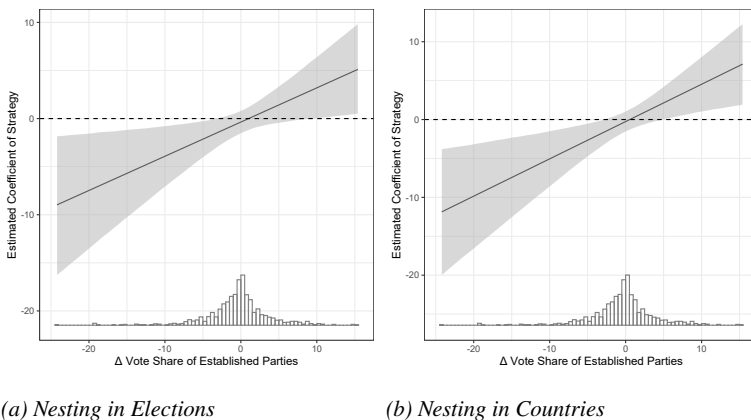 10
0
-10
-20
Estimated Coefficient of Strategy
-20
-10
0
10
Δ Vote Share of Established Parties
10
0
-10
-20
Estimated Coefficient of Strategy
-20
-10
0
10
Δ Vote Share of Established Parties
(a) Nesting in Elections
(b) Nesting in Countries